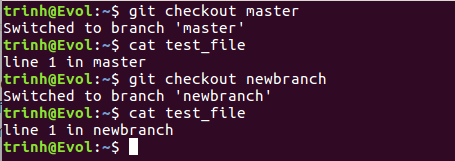 trinh@Evol:~$ git checkout master
Switched to branch 'master'
trinh@Evol:~$ cat test_file
line 1 in master
trinh@Evol:~$ git checkout newbranch
Switched to branch 'newbranch'
trinh@Evol:~$ cat test_file
line 1 in newbranch
trinh@Evol:~$